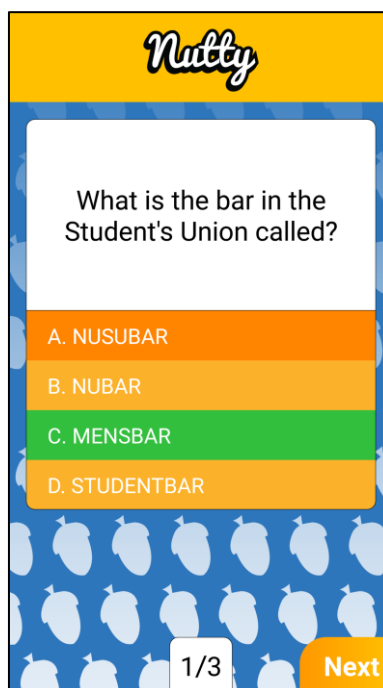 Nutty
What is the bar in the
Student's Union called?
A. NUSUBAR
B. NUBAR
C. MENSBAR
D. STUDENTBAR
1/3
Next